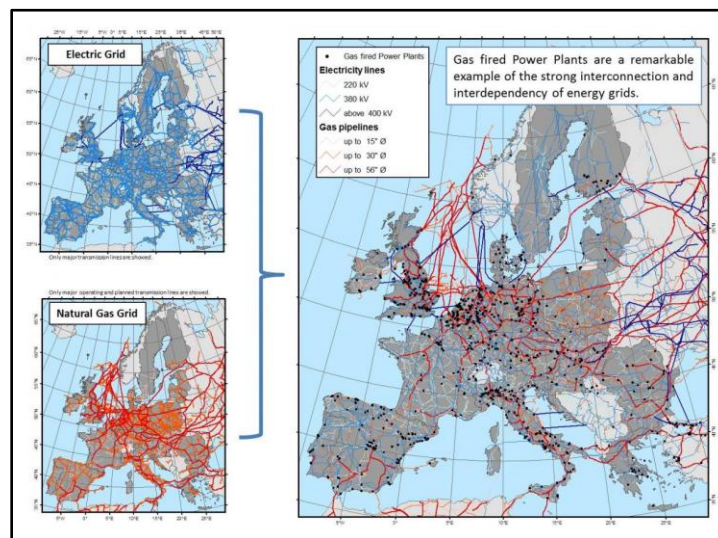 Electric Grid
Only major transmission lines are showed.
Only major operating and planned transmission lines are showed.
Natural Gas Grid
Gas fired Power Plants
Electricity lines
220 kV
380 kV
above 400 kV
Gas pipelines
up to 15" Ø
up to 30" Ø
up to 56" Ø
Gas fired Power Plants are a remarkable
example of the strong interconnection and
interdependency of energy grids.